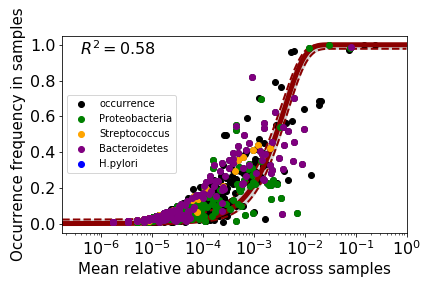 R² = 0.58
1.0
0.8
0.6
0.4
0.2
0.0
Occurrence frequency in samples
occurrence
Proteobacteria
Streptococcus
Bacteroidetes
H.pylori
10⁻⁶ 10⁻⁵ 10⁻⁴ 10⁻³ 10⁻² 10⁻¹ 10⁰
Mean relative abundance across samples